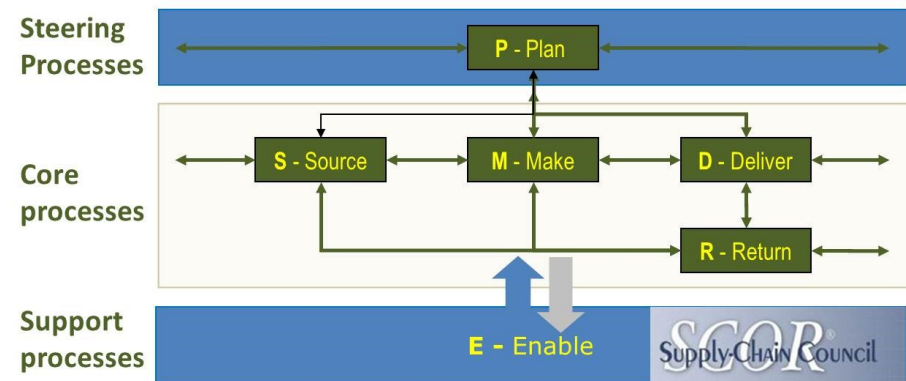 Steering
Processes
P - Plan
Core
processes
S - Source
M - Make
D - Deliver
R - Return
Support
processes
E - Enable
SCOR®
Supply-Chain Council